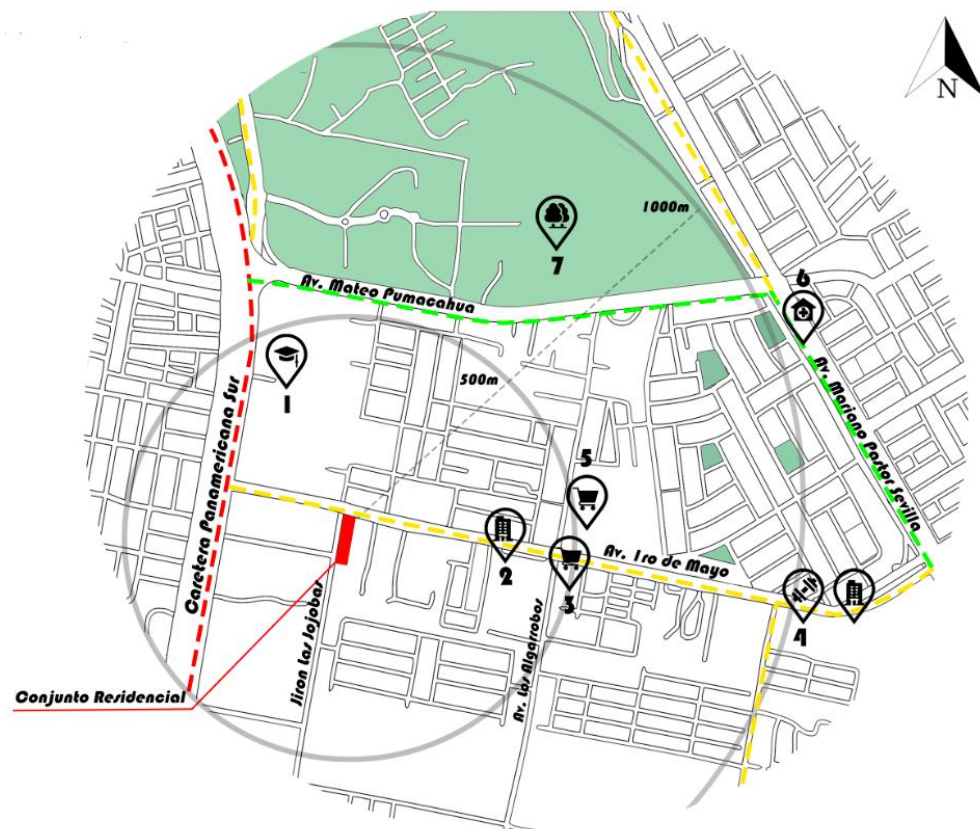 N
1000m
7
6
Av. Mateo Pumacahua
500m
1
Av. Mariano Pastor Sevilla
Caretera Panamericana Sur
5
2
Av. 1ro de Mayo
3
4
Jiron Las Jojobas
Av. Los Algarrobos
Conjunto Residencial